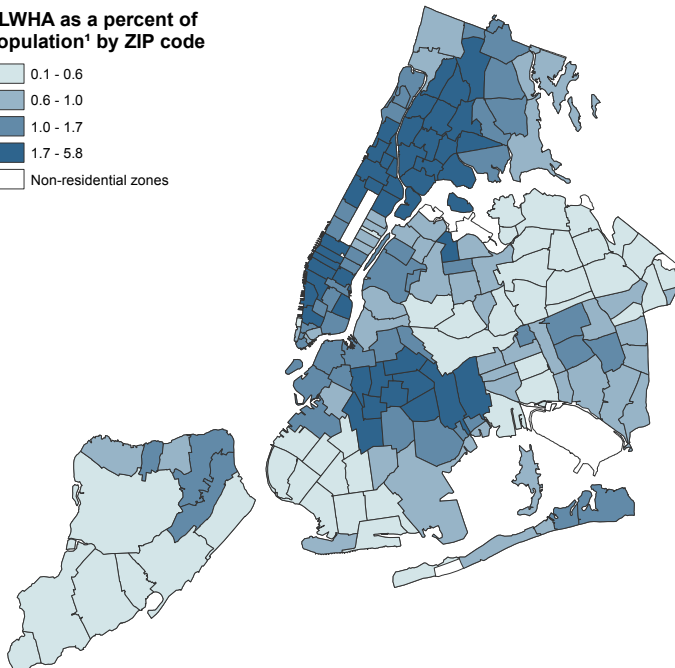 LWHA as a percent of
opulation¹ by ZIP code
0.1 - 0.6
0.6 - 1.0
1.0 - 1.7
1.7 - 5.8
Non-residential zones